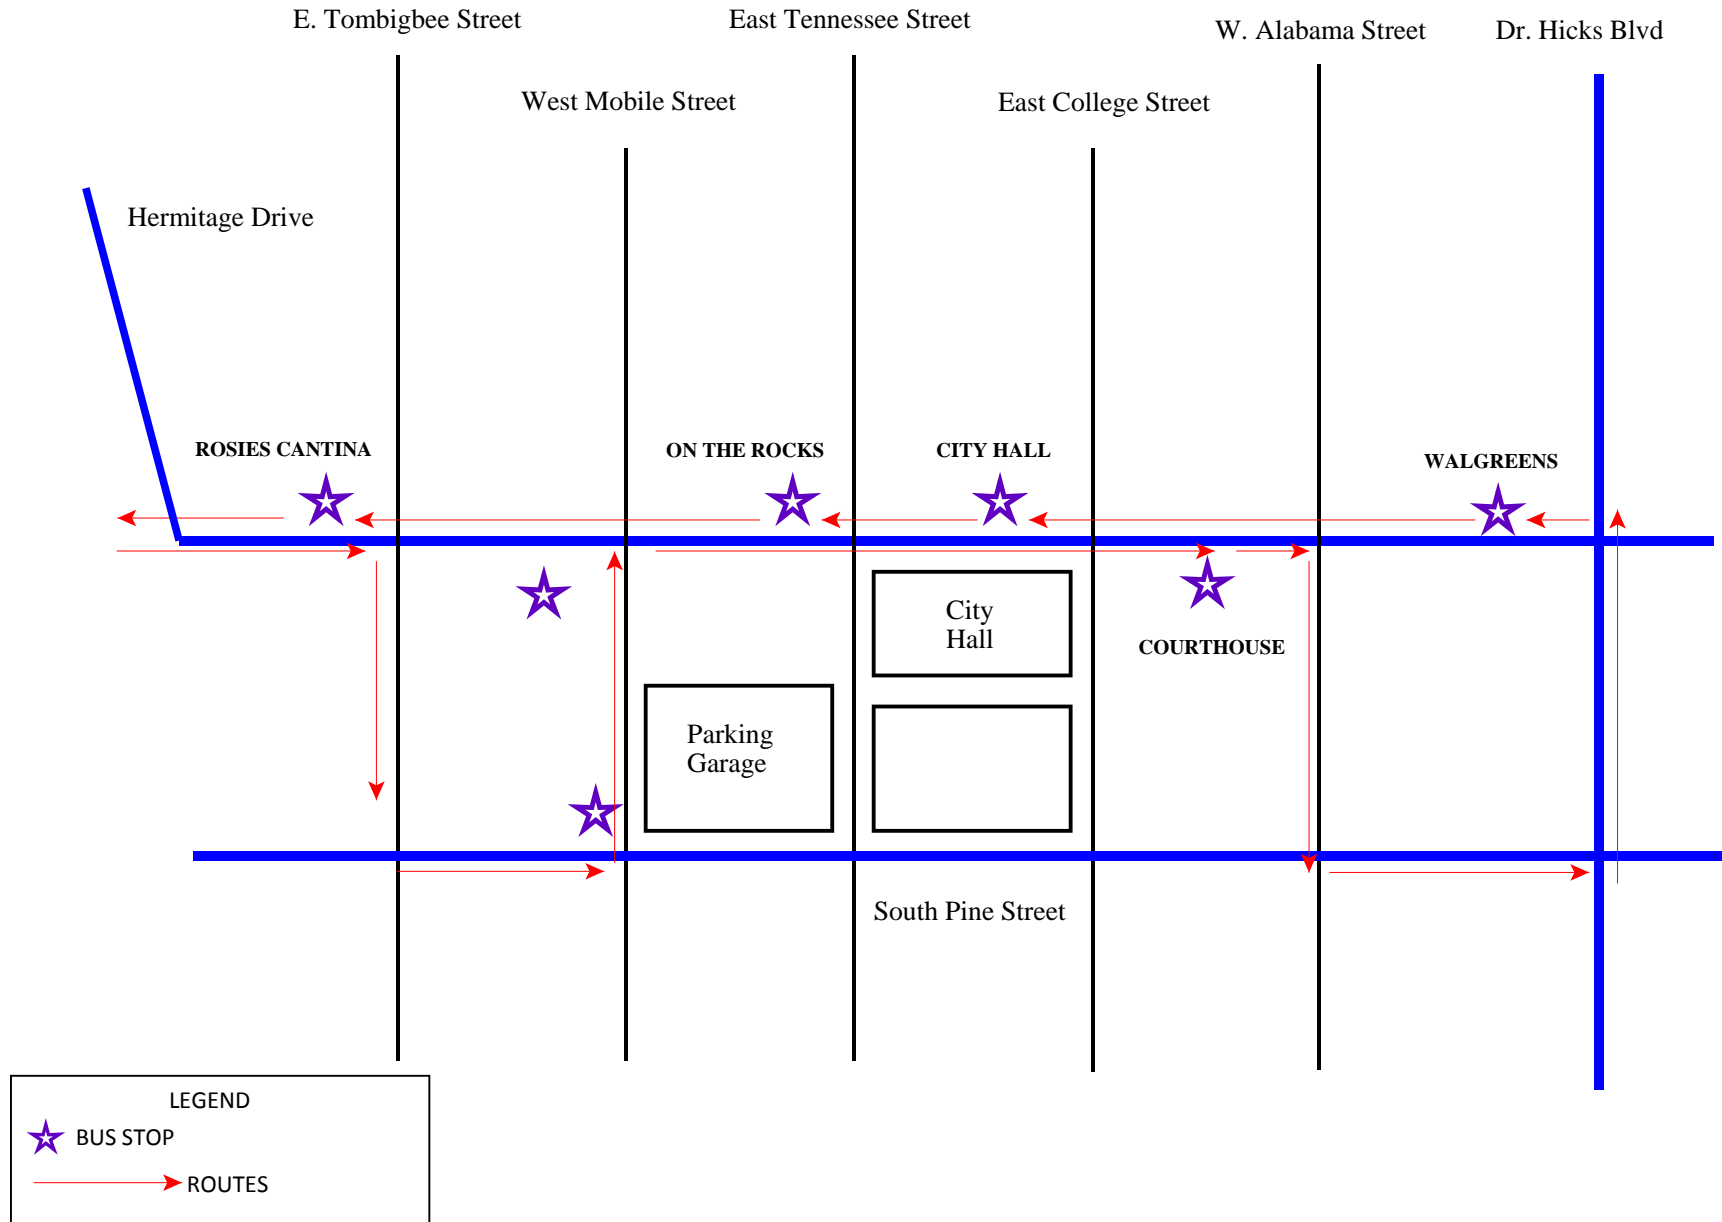 E. Tombigbee Street
East Tennessee Street
W. Alabama Street
Dr. Hicks Blvd
West Mobile Street
East College Street
Hermitage Drive
ROSIES CANTINA
ON THE ROCKS
CITY HALL
WALGREENS
City
Hall
COURTHOUSE
Parking
Garage
South Pine Street
LEGEND
BUS STOP
ROUTES